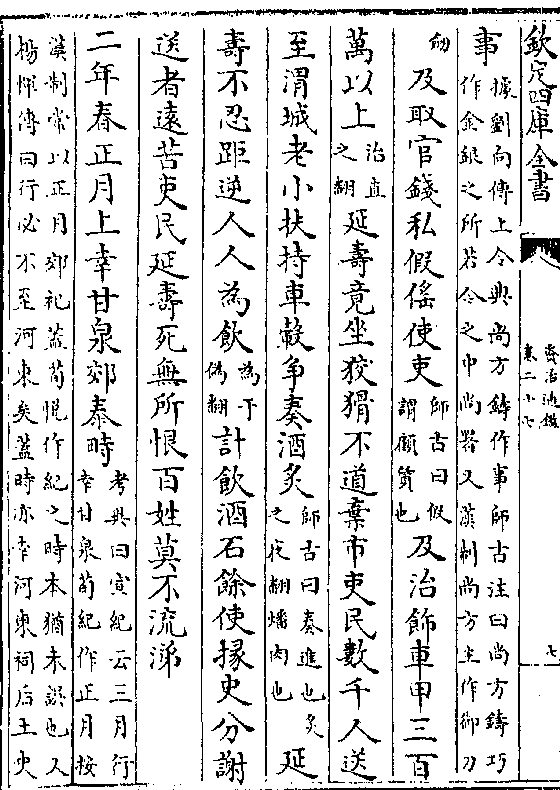 欽定四庫全書
資治通鑑
卷二十七
七
事據劉向傳上令典尚方鑄作事師古注曰尚方鑄巧
作金銀之所若今之中尚署又漢制尚方主作御刀
劒及取官錢私假徭使吏師古曰假謂顧賃也及治飾車甲三百
萬以上治直之翻延壽竟坐狡猾不道棄市吏民數千人送
至渭城老小扶持車轂爭奏酒炙師古曰奏進也炙之夜翻燔肉也延
壽不忍距逆人人為飲為于偽翻計飲酒石餘使掾史分謝
送者遠苦吏民延壽死無所恨百姓莫不流涕
二年春正月上幸甘泉郊泰畤考異曰宣紀云三月行幸甘泉荀紀作正月按
漢制常以正月郊祀蓋荀悦作紀之時本猶未誤也又
楊惲傳曰行必不至河東矣蓋時亦幸河東祠后土史